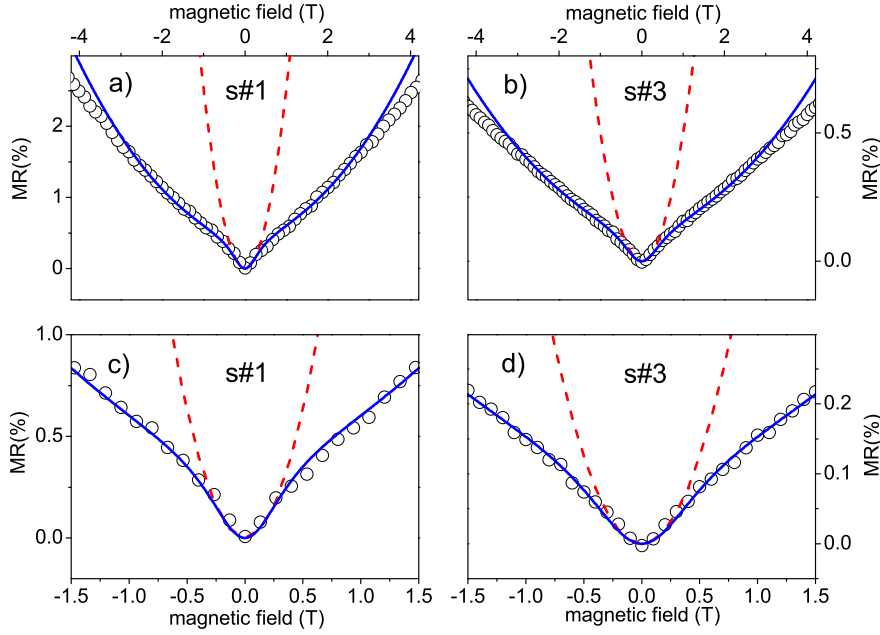 magnetic field (T)
magnetic field (T)
-4 -2 0 2 4
-4 -2 0 2 4
a)
s#1
b)
s#3
MR(%)
2
1
0
MR(%)
0.5
0.0
c)
s#1
d)
s#3
MR(%)
1.0
0.5
0.0
MR(%)
0.2
0.1
0.0
-1.5 -1.0 -0.5 0.0 0.5 1.0 1.5
-1.5 -1.0 -0.5 0.0 0.5 1.0 1.5
magnetic field (T)
magnetic field (T)